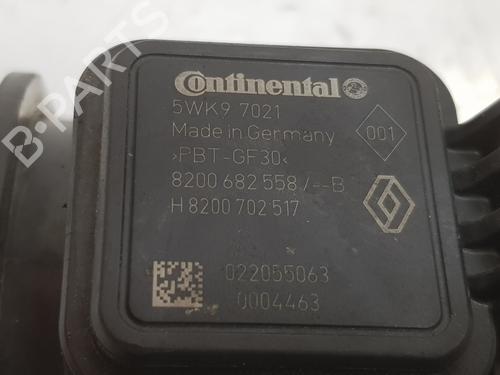 Continental
5WK9 7021
Made in Germany
001
>PBT-GF30<
8200 682 558 /--B
H 8200 702 517
022055063
0004463
B-PARTS